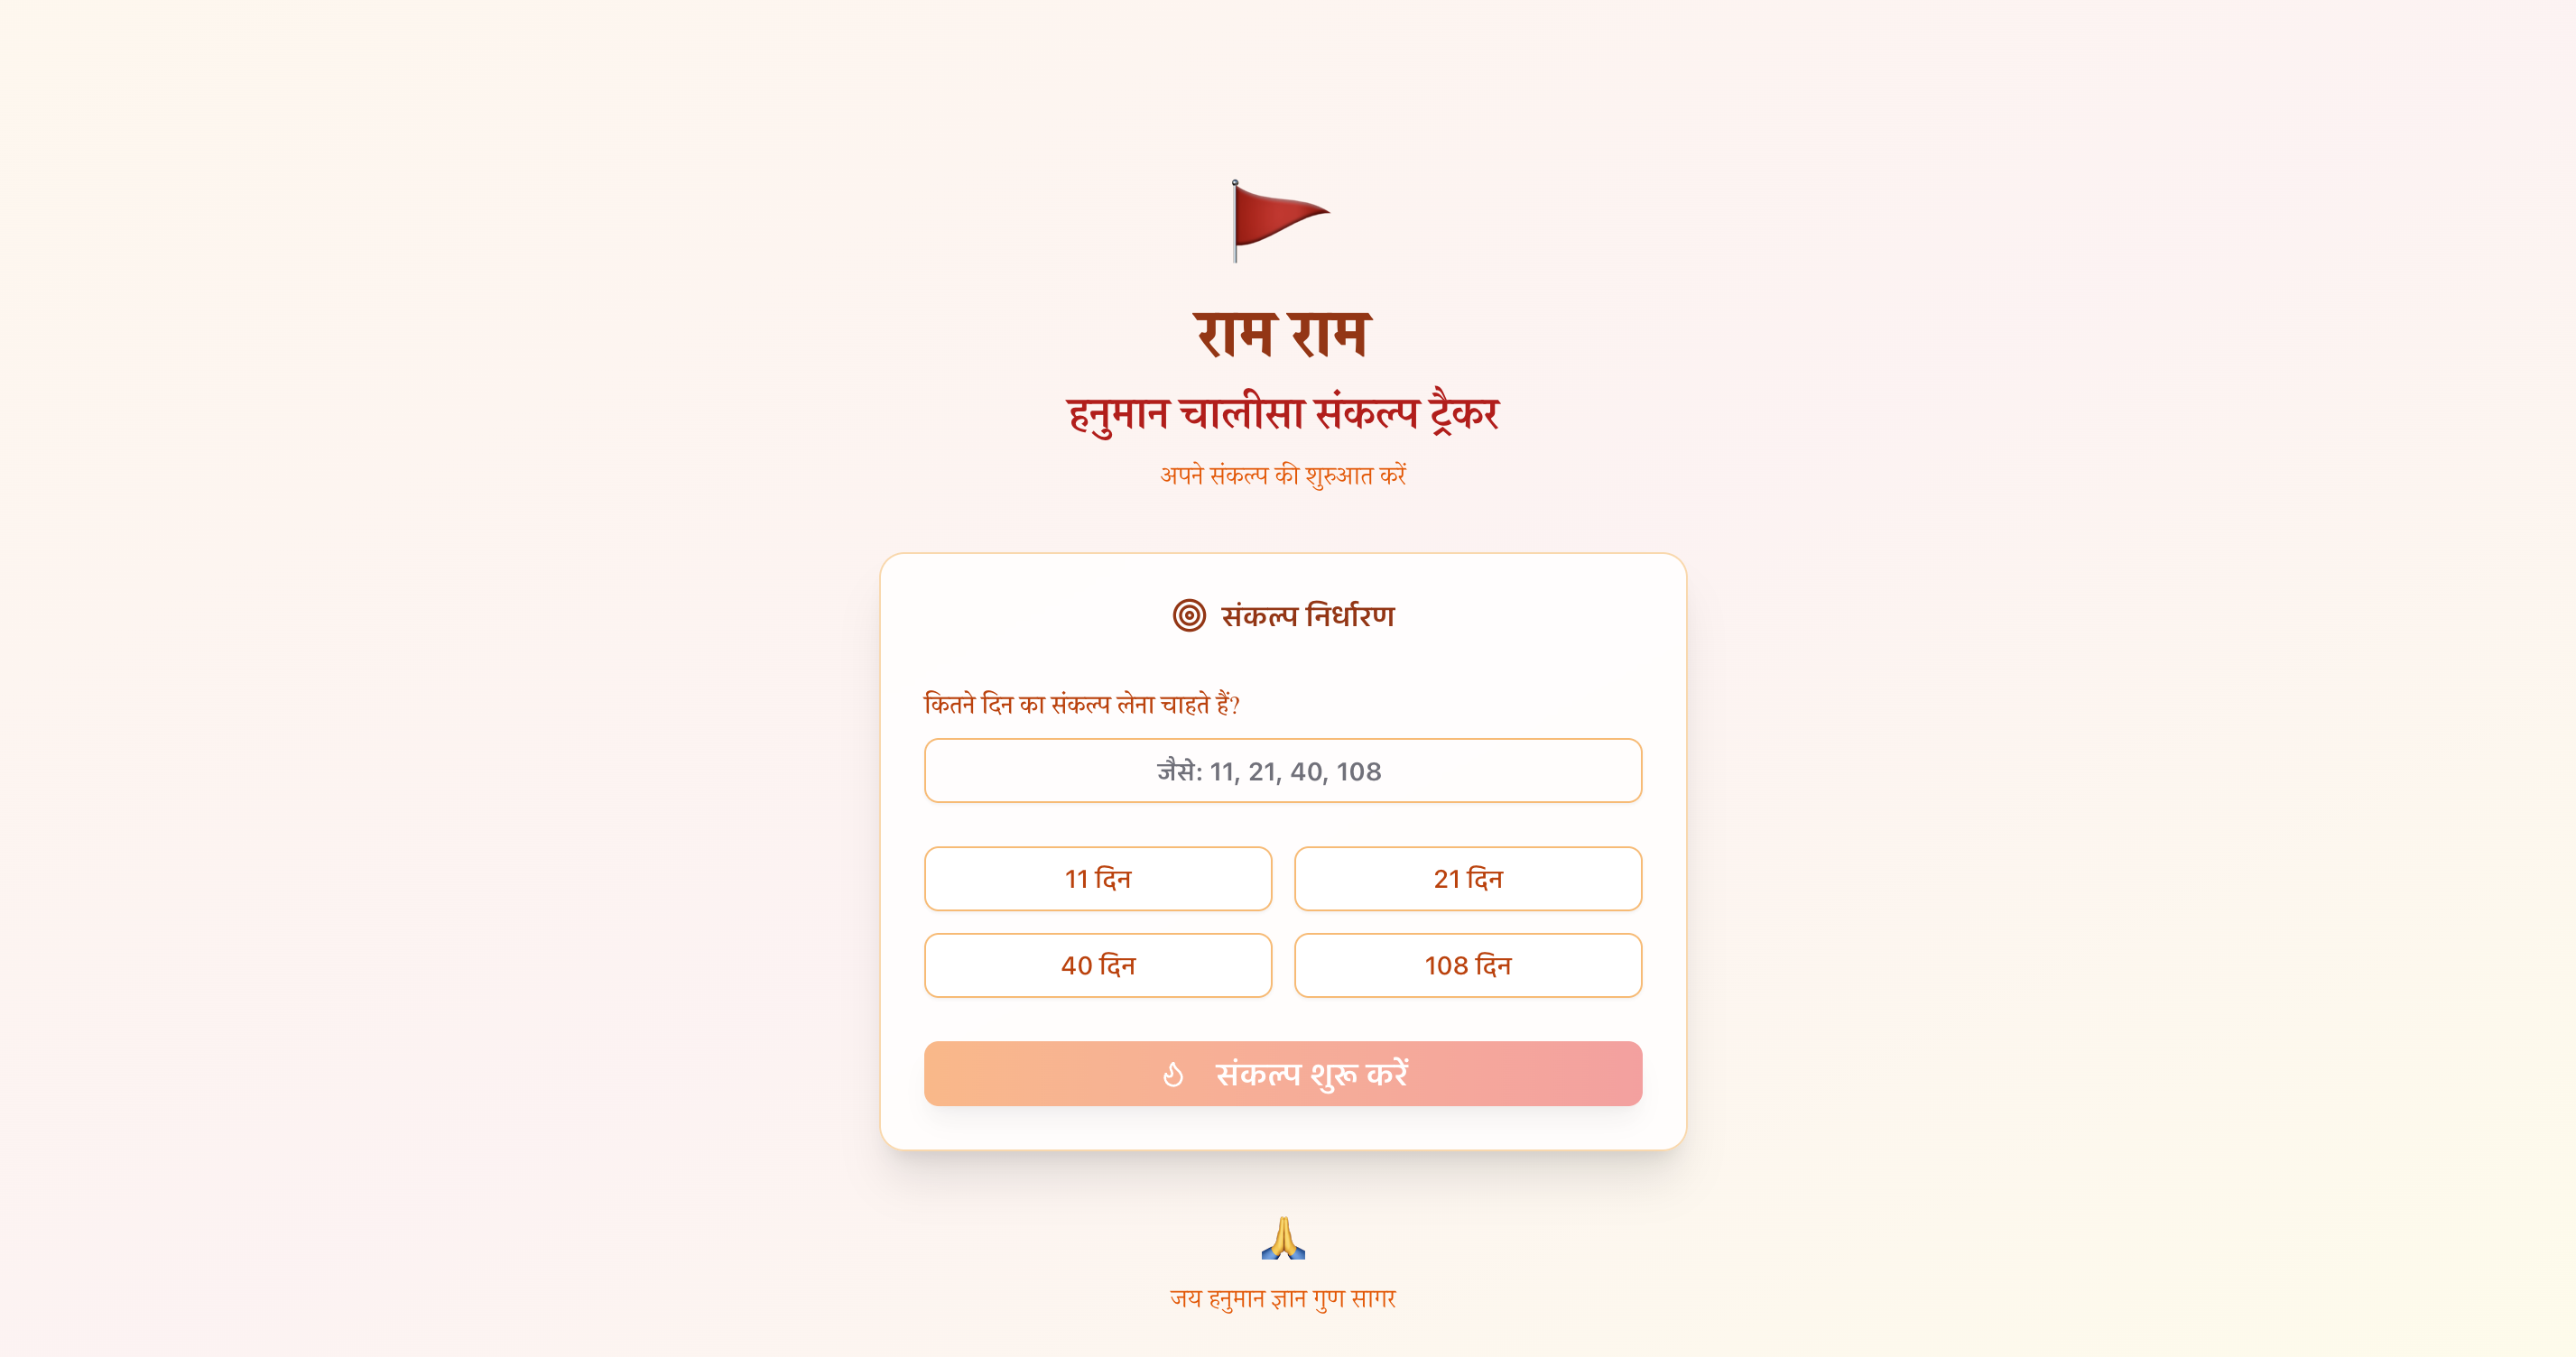 राम राम
हनुमान चालीसा संकल्प ट्रैकर
अपने संकल्प की शुरुआत करें
संकल्प निर्धारण
कितने दिन का संकल्प लेना चाहते हैं?
जैसे: 11, 21, 40, 108
11 दिन
21 दिन
40 दिन
108 दिन
संकल्प शुरू करें
जय हनुमान ज्ञान गुण सागर